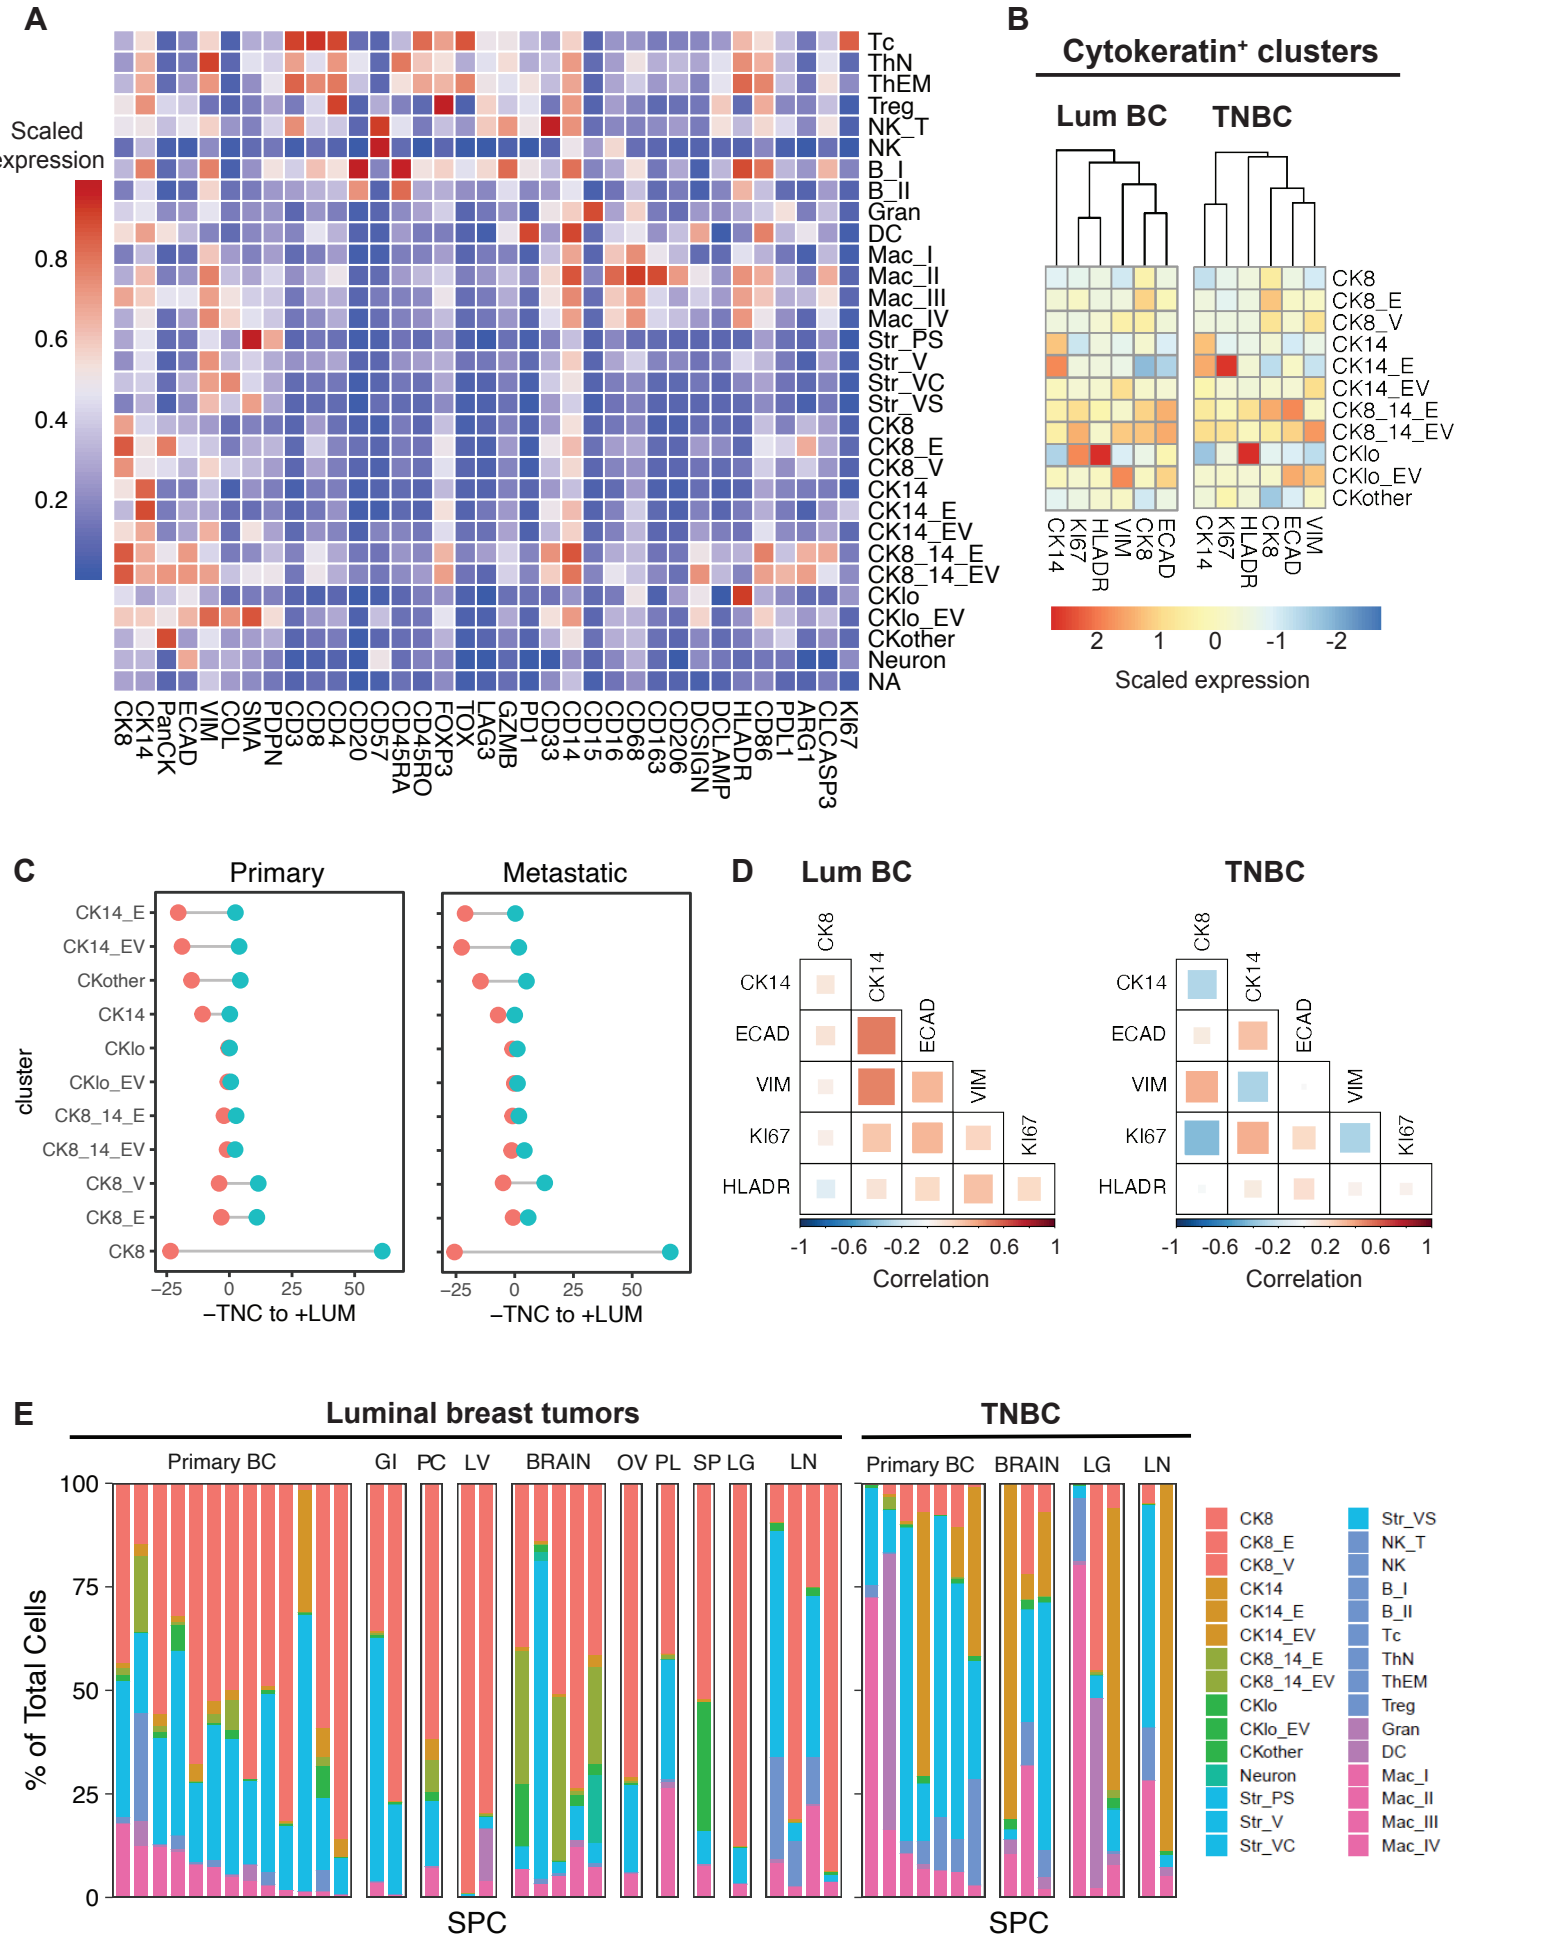 A
Scaled
expression
0.8
0.6
0.4
0.2
Tc
ThN
ThEM
Treg
NK_T
NK
B_I
B_II
Gran
DC
Mac_I
Mac_II
Mac_III
Mac_IV
Str_PS
Str_V
Str_VC
Str_VS
CK8
CK8_E
CK8_V
CK14
CK14_E
CK14_EV
CK8_14_E
CK8_14_EV
CKlo
CKlo_EV
CKother
Neuron
NA
CK8
CK14
PanCK
ECAD
VIM
COL
SMA
PDPN
CD3
CD8
CD4
CD20
CD57
CD45RA
CD45RO
FOXP3
TOX
LAG3
GZMB
PD1
CD33
CD14
CD15
CD16
CD68
CD163
CD206
DCSIGN
DCLAMP
HLADR
CD86
PDL1
ARG1
CLCASP3
KI67
B
Cytokeratin+ clusters
Lum BC
TNBC
CK8
CK8_E
CK8_V
CK14
CK14_E
CK14_EV
CK8_14_E
CK8_14_EV
CKlo
CKlo_EV
CKother
CK14
KI67
HLADR
VIM
CK8
ECAD
CK14
KI67
HLADR
CK8
ECAD
VIM
2 1 0 -1 -2
Scaled expression
C
Primary
Metastatic
cluster
CK14_E
CK14_EV
CKother
CK14
CKlo
CKlo_EV
CK8_14_E
CK8_14_EV
CK8_V
CK8_E
CK8
−25 0 25 50
−25 0 25 50
−TNC to +LUM
−TNC to +LUM
D
Lum BC
CK8
CK14
ECAD
VIM
KI67
CK14
ECAD
VIM
KI67
HLADR
-1 -0.6 -0.2 0.2 0.6 1
Correlation
TNBC
CK8
CK14
ECAD
VIM
KI67
CK14
ECAD
VIM
KI67
HLADR
-1 -0.6 -0.2 0.2 0.6 1
Correlation
E
Luminal breast tumors
TNBC
Primary BC GI PC LV BRAIN OV PL SP LG LN
Primary BC BRAIN LG LN
% of Total Cells
100
75
50
25
0
SPC
SPC
CK8
CK8_E
CK8_V
CK14
CK14_E
CK14_EV
CK8_14_E
CK8_14_EV
CKlo
CKlo_EV
CKother
Neuron
Str_PS
Str_V
Str_VC
Str_VS
NK_T
NK
B_I
B_II
Tc
ThN
ThEM
Treg
Gran
DC
Mac_I
Mac_II
Mac_III
Mac_IV